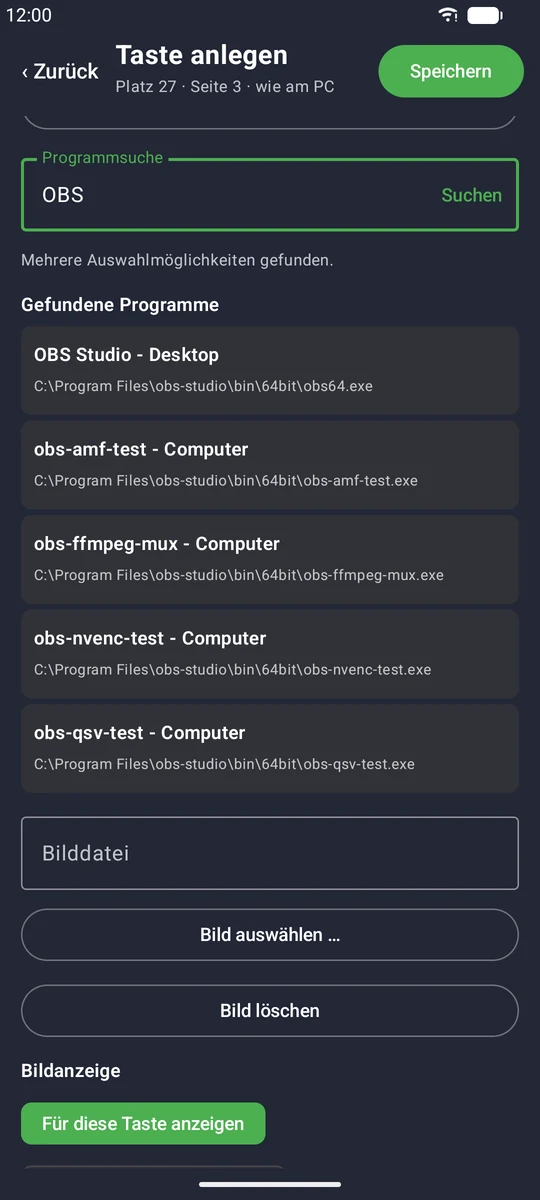 12:00
‹ Zurück
Taste anlegen
Platz 27 · Seite 3 · wie am PC
Speichern
Programmsuche
OBS
Suchen
Mehrere Auswahlmöglichkeiten gefunden.
Gefundene Programme
OBS Studio - Desktop
C:\Program Files\obs-studio\bin\64bit\obs64.exe
obs-amf-test - Computer
C:\Program Files\obs-studio\bin\64bit\obs-amf-test.exe
obs-ffmpeg-mux - Computer
C:\Program Files\obs-studio\bin\64bit\obs-ffmpeg-mux.exe
obs-nvenc-test - Computer
C:\Program Files\obs-studio\bin\64bit\obs-nvenc-test.exe
obs-qsv-test - Computer
C:\Program Files\obs-studio\bin\64bit\obs-qsv-test.exe
Bilddatei
Bild auswählen ...
Bild löschen
Bildanzeige
Für diese Taste anzeigen